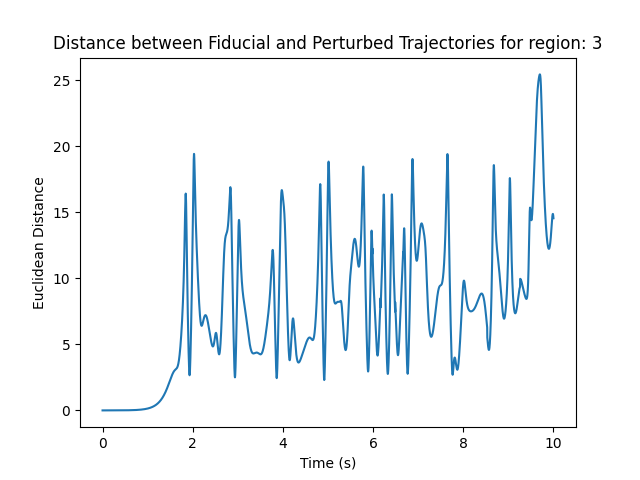 Distance between Fiducial and Perturbed Trajectories for region: 3
Euclidean Distance
25
20
15
10
5
0
0 2 4 6 8 10
Time (s)